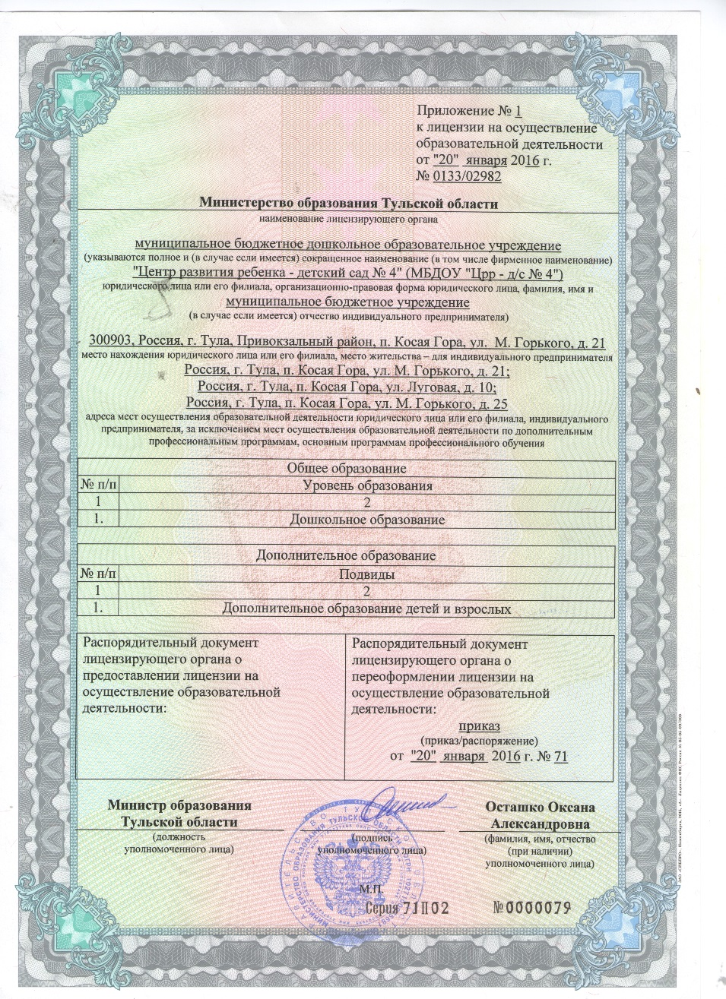 Приложение № 1
к лицензии на осуществление
образовательной деятельности
от "20" января 2016 г.
№ 0133/02982
Министерство образования Тульской области
наименование лицензирующего органа
муниципальное бюджетное дошкольное образовательное учреждение
(указываются полное и (в случае если имеется) сокращенное наименование (в том числе фирменное наименование)
"Центр развития ребенка - детский сад № 4" (МБДОУ "Црр - д/с № 4")
юридического лица или его филиала, организационно-правовая форма юридического лица, фамилия, имя и
муниципальное бюджетное учреждение
(в случае если имеется) отчество индивидуального предпринимателя)
300903, Россия, г. Тула, Привокзальный район, п. Косая Гора, ул. М. Горького, д. 21
место нахождения юридического лица или его филиала, место жительства – для индивидуального предпринимателя
Россия, г. Тула, п. Косая Гора, ул. М. Горького, д. 21;
Россия, г. Тула, п. Косая Гора, ул. Луговая, д. 10;
Россия, г. Тула, п. Косая Гора, ул. М. Горького, д. 25
адреса мест осуществления образовательной деятельности юридического лица или его филиала, индивидуального
предпринимателя, за исключением мест осуществления образовательной деятельности по дополнительным
профессиональным программам, основным программам профессионального обучения
Общее образование
№ п/п Уровень образования
1 2
1. Дошкольное образование
Дополнительное образование
№ п/п Подвиды
1 2
1. Дополнительное образование детей и взрослых
Распорядительный документ
лицензирующего органа о
предоставлении лицензии на
осуществление образовательной
деятельности:
Распорядительный документ
лицензирующего органа о
переоформлении лицензии на
осуществление образовательной
деятельности:
приказ
(приказ/распоряжение)
от "20" января 2016 г. № 71
Министр образования
Тульской области
(должность
уполномоченного лица)
(подпись
уполномоченного лица)
Осташко Оксана
Александровна
(фамилия, имя, отчество
(при наличии)
уполномоченного лица)
М.П.
Серия 71П02 №0000079